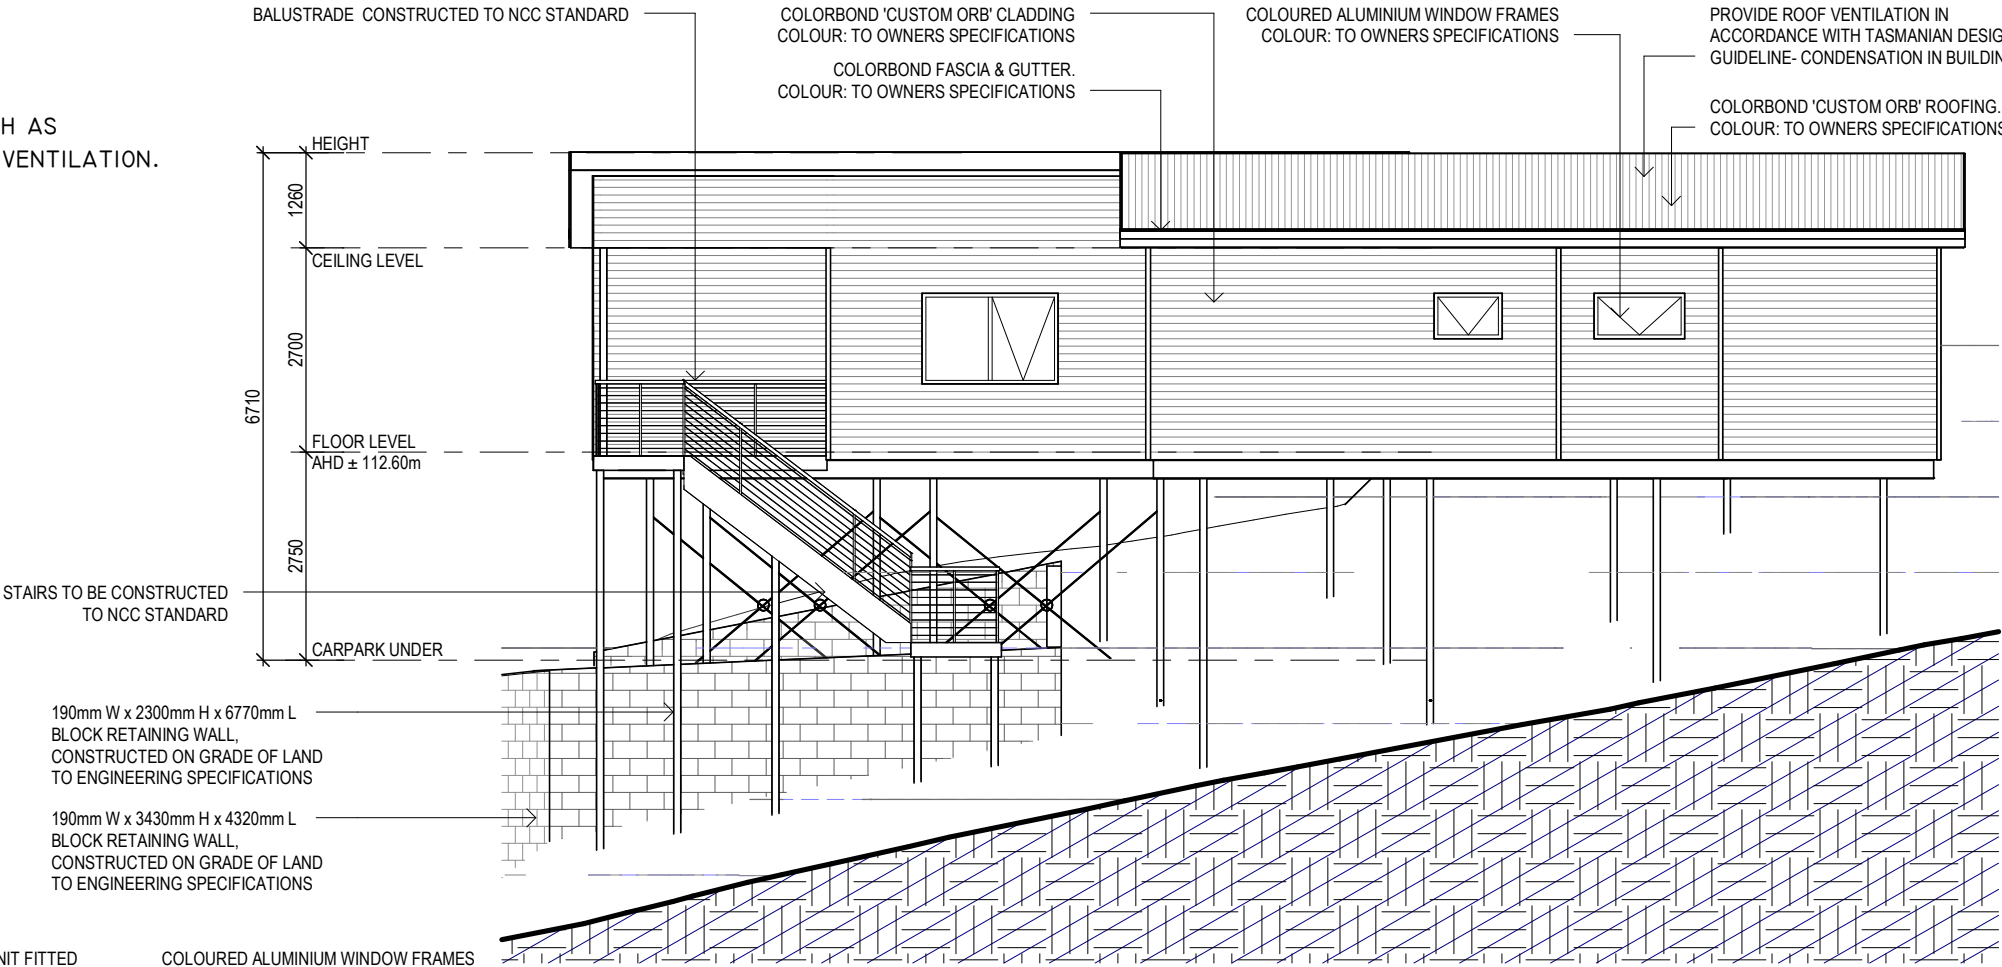 BALUSTRADE CONSTRUCTED TO NCC STANDARD
COLORBOND 'CUSTOM ORB' CLADDING
COLOUR: TO OWNERS SPECIFICATIONS
COLORBOND FASCIA & GUTTER.
COLOUR: TO OWNERS SPECIFICATIONS
COLOURED ALUMINIUM WINDOW FRAMES
COLOUR: TO OWNERS SPECIFICATIONS
PROVIDE ROOF VENTILATION IN
ACCORDANCE WITH TASMANIAN DESIG
GUIDELINE- CONDENSATION IN BUILDIN
COLORBOND 'CUSTOM ORB' ROOFING.
COLOUR: TO OWNERS SPECIFICATIONS
H AS
VENTILATION.
HEIGHT
1260
CEILING LEVEL
2700
6710
FLOOR LEVEL
AHD ± 112.60m
2750
STAIRS TO BE CONSTRUCTED
TO NCC STANDARD
CARPARK UNDER
190mm W x 2300mm H x 6770mm L
BLOCK RETAINING WALL,
CONSTRUCTED ON GRADE OF LAND
TO ENGINEERING SPECIFICATIONS
190mm W x 3430mm H x 4320mm L
BLOCK RETAINING WALL,
CONSTRUCTED ON GRADE OF LAND
TO ENGINEERING SPECIFICATIONS
NIT FITTED
COLOURED ALUMINIUM WINDOW FRAMES